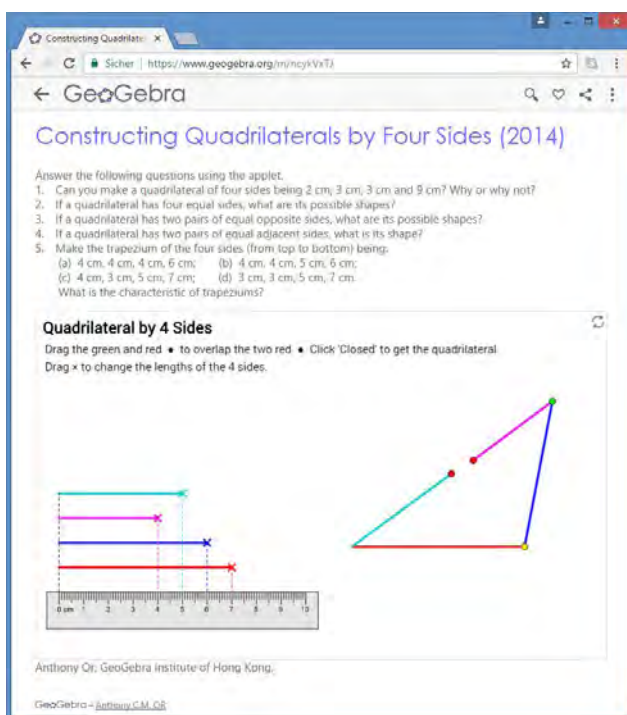 Constructing Quadrilate
Sicher | https://www.geogebra.org/m/ncykVxTJ
GeoGebra
Constructing Quadrilaterals by Four Sides (2014)
Answer the following questions using the applet.
1. Can you make a quadrilateral of four sides being 2 cm, 3 cm, 3 cm and 9 cm? Why or why not?
2. If a quadrilateral has four equal sides, what are its possible shapes?
3. If a quadrilateral has two pairs of equal opposite sides, what are its possible shapes?
4. If a quadrilateral has two pairs of equal adjacent sides, what is its shape?
5. Make the trapezium of the four sides (from top to bottom) being:
(a) 4 cm, 4 cm, 4 cm, 6 cm; (b) 4 cm, 4 cm, 5 cm, 6 cm;
(c) 4 cm, 3 cm, 5 cm, 7 cm; (d) 3 cm, 3 cm, 5 cm, 7 cm.
What is the characteristic of trapeziums?
Quadrilateral by 4 Sides
Drag the green and red ● to overlap the two red ● Click 'Closed' to get the quadrilateral.
Drag × to change the lengths of the 4 sides.
0 cm 1 2 3 4 5 6 7 8 9 10
Anthony Or. GeoGebra Institute of Hong Kong.
GeoGebra – Anthony C.M. OR